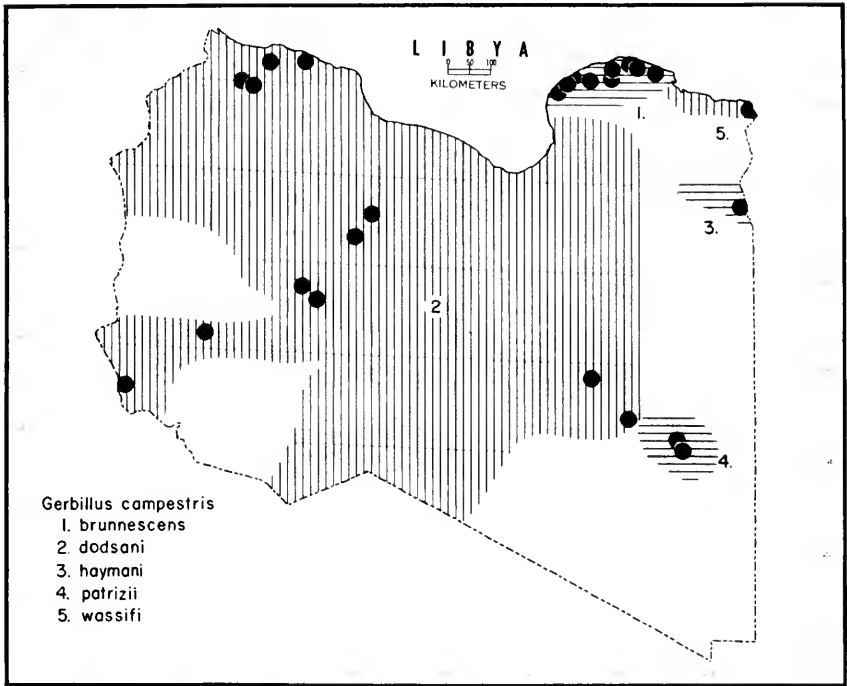 LIBYA
0 50 100
KILOMETERS
1.
5.
3.
2
4.
Gerbillus campestris
1. brunnescens
2. dodsani
3. haymani
4. patrizii
5. wassifi